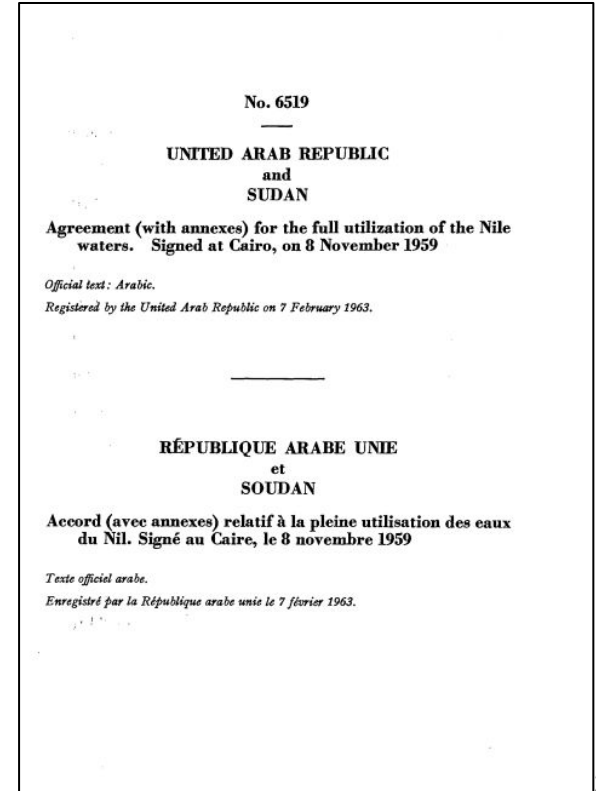 No. 6519
UNITED ARAB REPUBLIC
and
SUDAN
Agreement (with annexes) for the full utilization of the Nile
waters. Signed at Cairo, on 8 November 1959
Official text: Arabic.
Registered by the United Arab Republic on 7 February 1963.
RÉPUBLIQUE ARABE UNIE
et
SOUDAN
Accord (avec annexes) relatif à la pleine utilisation des eaux
du Nil. Signé au Caire, le 8 novembre 1959
Texte officiel arabe.
Enregistré par la République arabe unie le 7 février 1963.